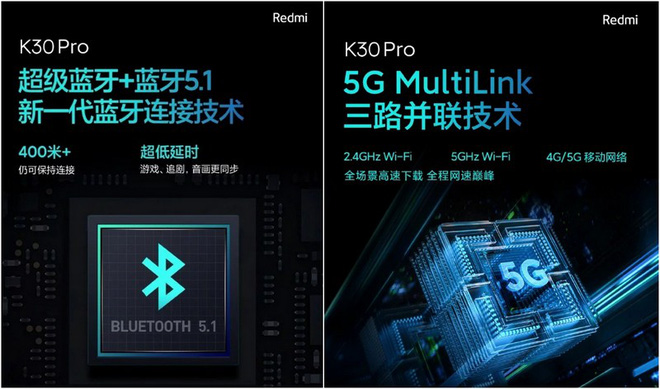 Redmi
K30 Pro
超级蓝牙+蓝牙5.1
新一代蓝牙连接技术
400米+
仍可保持连接
超低延时
游戏、追剧，音画更同步
BLUETOOTH 5.1
Redmi
K30 Pro
5G MultiLink
三路并联技术
2.4GHz Wi-Fi
5GHz Wi-Fi
4G/5G 移动网络
全场景高速下载 全程网速巅峰
5G